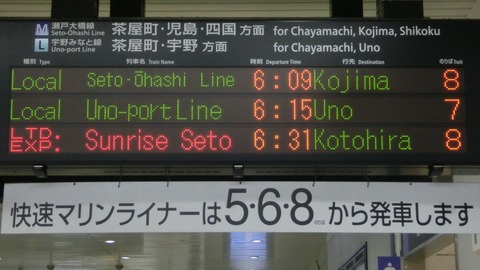 M 瀬戸大橋線 Seto-Ohashi Line 茶屋町・児島・四国 方面 for Chayamachi, Kojima, Shikoku
L 宇野みなと線 Uno-port Line 茶屋町・宇野 方面 for Chayamachi, Uno
種別 Type 列車名 Train Name 時刻 Departure Time 行先 Destination のりば Track
Local Seto-Ōhashi Line 6:09 Kojima 8
Local Uno-port Line 6:15 Uno 7
LTD. EXP. Sunrise Seto 6:31 Kotohira 8
快速マリンライナーは5・6・8のりばから発車します